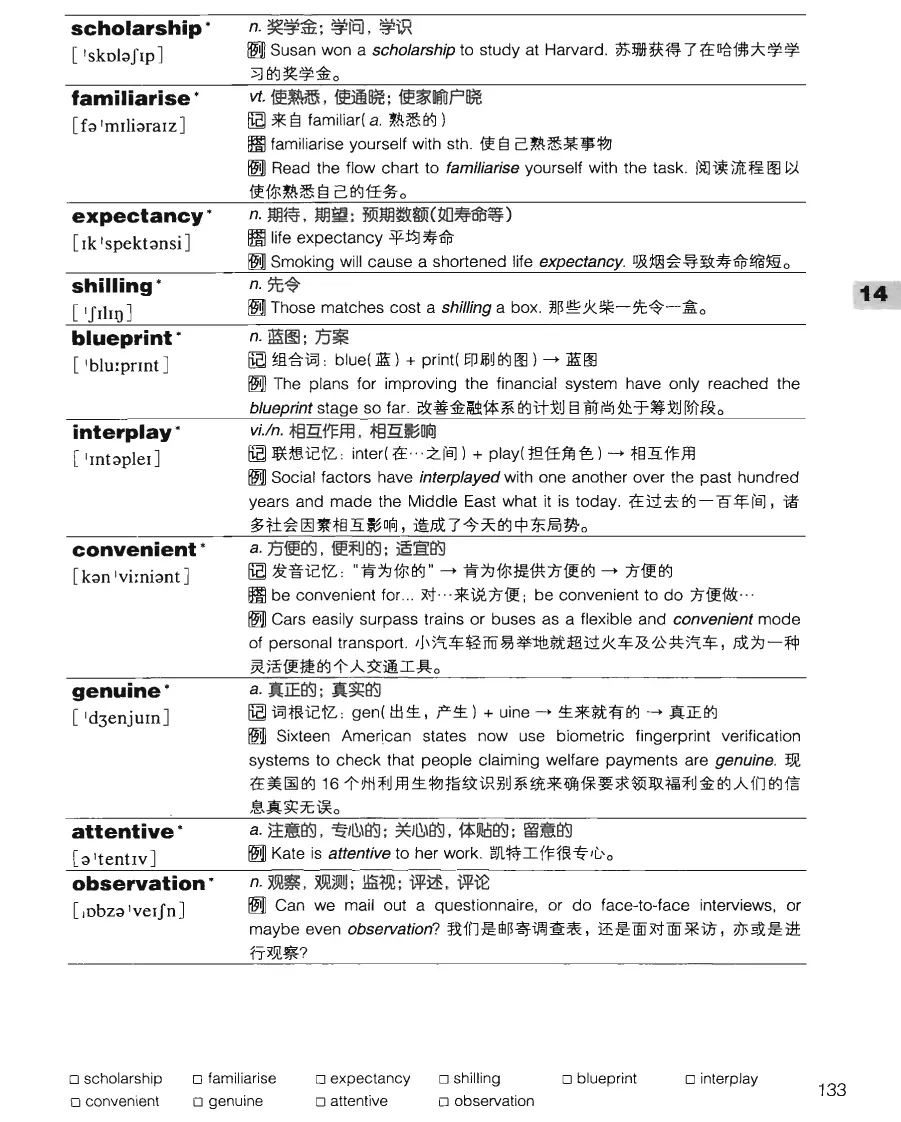 scholarship* n. 奖学金；学问，学识
[ˈskɒləʃɪp] 例 Susan won a scholarship to study at Harvard. 苏珊获得了在哈佛大学学
习的奖学金。
familiarise* vt. 使熟悉，使通晓；使家喻户晓
[fəˈmɪliəraɪz] 记 来自 familiar(a. 熟悉的)
搭 familiarise yourself with sth. 使自己熟悉某事物
例 Read the flow chart to familiarise yourself with the task. 阅读流程图以
使你熟悉自己的任务。
expectancy* n. 期待，期望；预期数额(如寿命等)
[ɪkˈspektənsi] 搭 life expectancy 平均寿命
例 Smoking will cause a shortened life expectancy. 吸烟会导致寿命缩短。
shilling* n. 先令
[ˈʃɪlɪŋ] 例 Those matches cost a shilling a box. 那些火柴一先令一盒。
14
blueprint* n. 蓝图；方案
[ˈbluːprɪnt] 记 组合词：blue(蓝) + print(印刷的图) → 蓝图
例 The plans for improving the financial system have only reached the
blueprint stage so far. 改善金融体系的计划目前尚处于筹划阶段。
interplay* vi./n. 相互作用，相互影响
[ˈɪntəpleɪ] 记 联想记忆：inter(在…之间) + play(担任角色) → 相互作用
例 Social factors have interplayed with one another over the past hundred
years and made the Middle East what it is today. 在过去的一百年间，诸
多社会因素相互影响，造成了今天的中东局势。
convenient* a. 方便的，便利的；适宜的
[kənˈviːniənt] 记 发音记忆："肯为你的" → 肯为你提供方便的 → 方便的
搭 be convenient for... 对…来说方便；be convenient to do 方便做…
例 Cars easily surpass trains or buses as a flexible and convenient mode
of personal transport. 小汽车轻而易举地就超过火车及公共汽车，成为一种
灵活便捷的个人交通工具。
genuine* a. 真正的；真实的
[ˈdʒenjuɪn] 记 词根记忆：gen(出生，产生) + uine → 生来就有的 → 真正的
例 Sixteen American states now use biometric fingerprint verification
systems to check that people claiming welfare payments are genuine. 现
在美国的 16 个州利用生物指纹识别系统来确保要求领取福利金的人们的信
息真实无误。
attentive* a. 注意的，专心的；关心的，体贴的；留意的
[əˈtentɪv] 例 Kate is attentive to her work. 凯特工作很专心。
observation* n. 观察，观测；监视；评述，评论
[ˌɒbzəˈveɪʃn] 例 Can we mail out a questionnaire, or do face-to-face interviews, or
maybe even observation? 我们是邮寄调查表，还是面对面采访，亦或是进
行观察?
□ scholarship □ familiarise □ expectancy □ shilling □ blueprint □ interplay
□ convenient □ genuine □ attentive □ observation
133